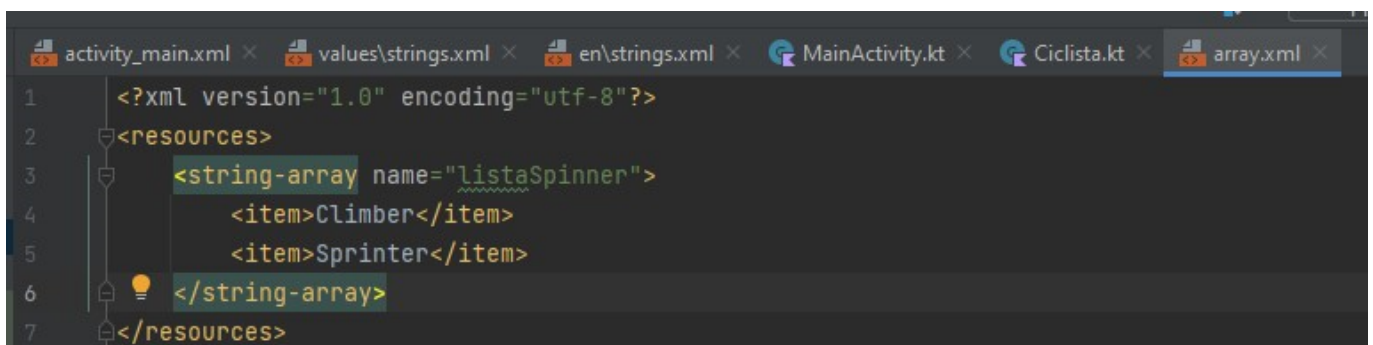 activity_main.xml values\strings.xml en\strings.xml MainActivity.kt Ciclista.kt array.xml
1 <?xml version="1.0" encoding="utf-8"?>
2 <resources>
3 <string-array name="listaSpinner">
4 <item>Climber</item>
5 <item>Sprinter</item>
6 </string-array>
7 </resources>